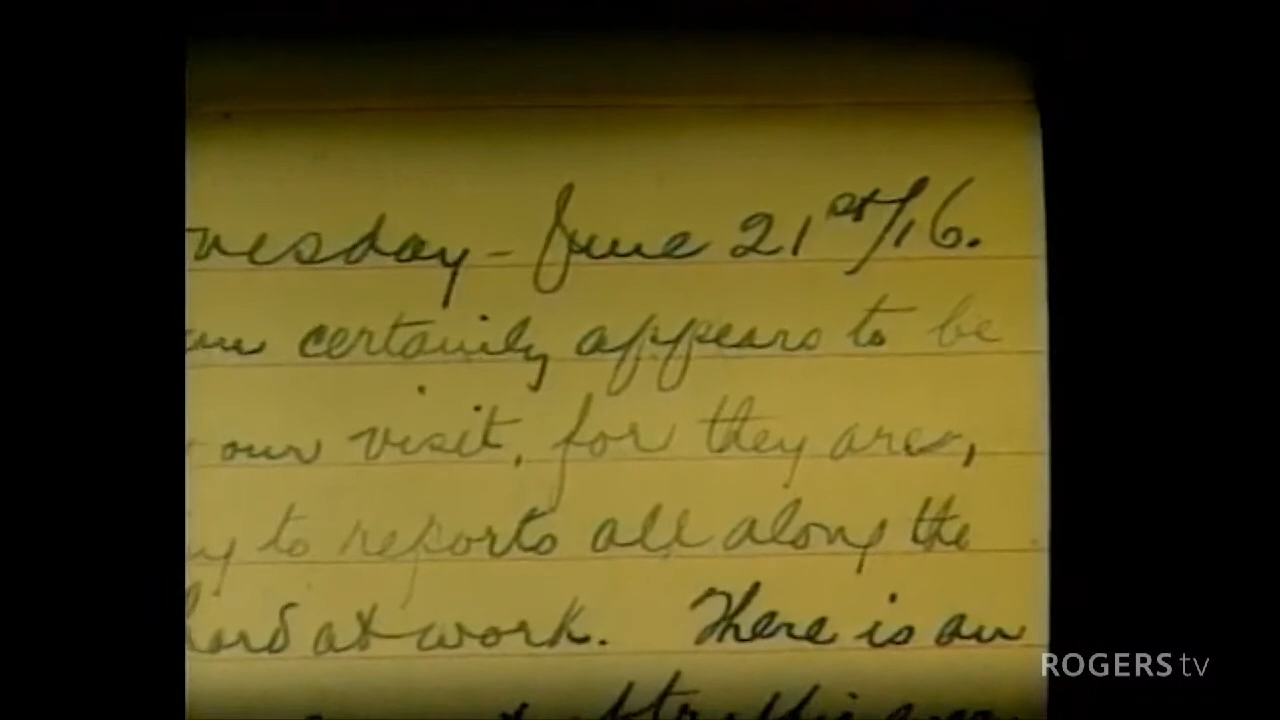 nesday - June 21st/16.
certainly appears to be
our visit, for they are,
to reports all along the
hard at work. There is an
ROGERS tv